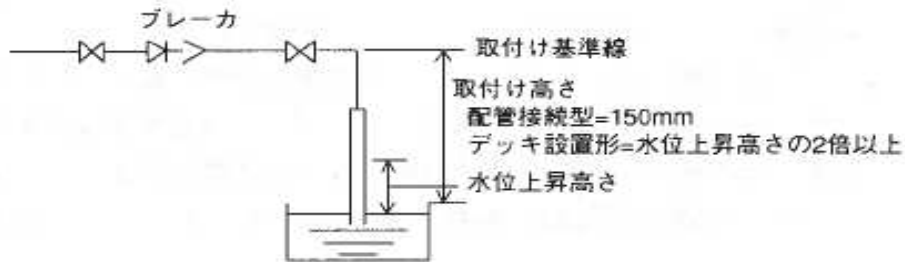 ブレーカ
取付け基準線
取付け高さ
配管接続型=150mm
デッキ設置形=水位上昇高さの2倍以上
水位上昇高さ